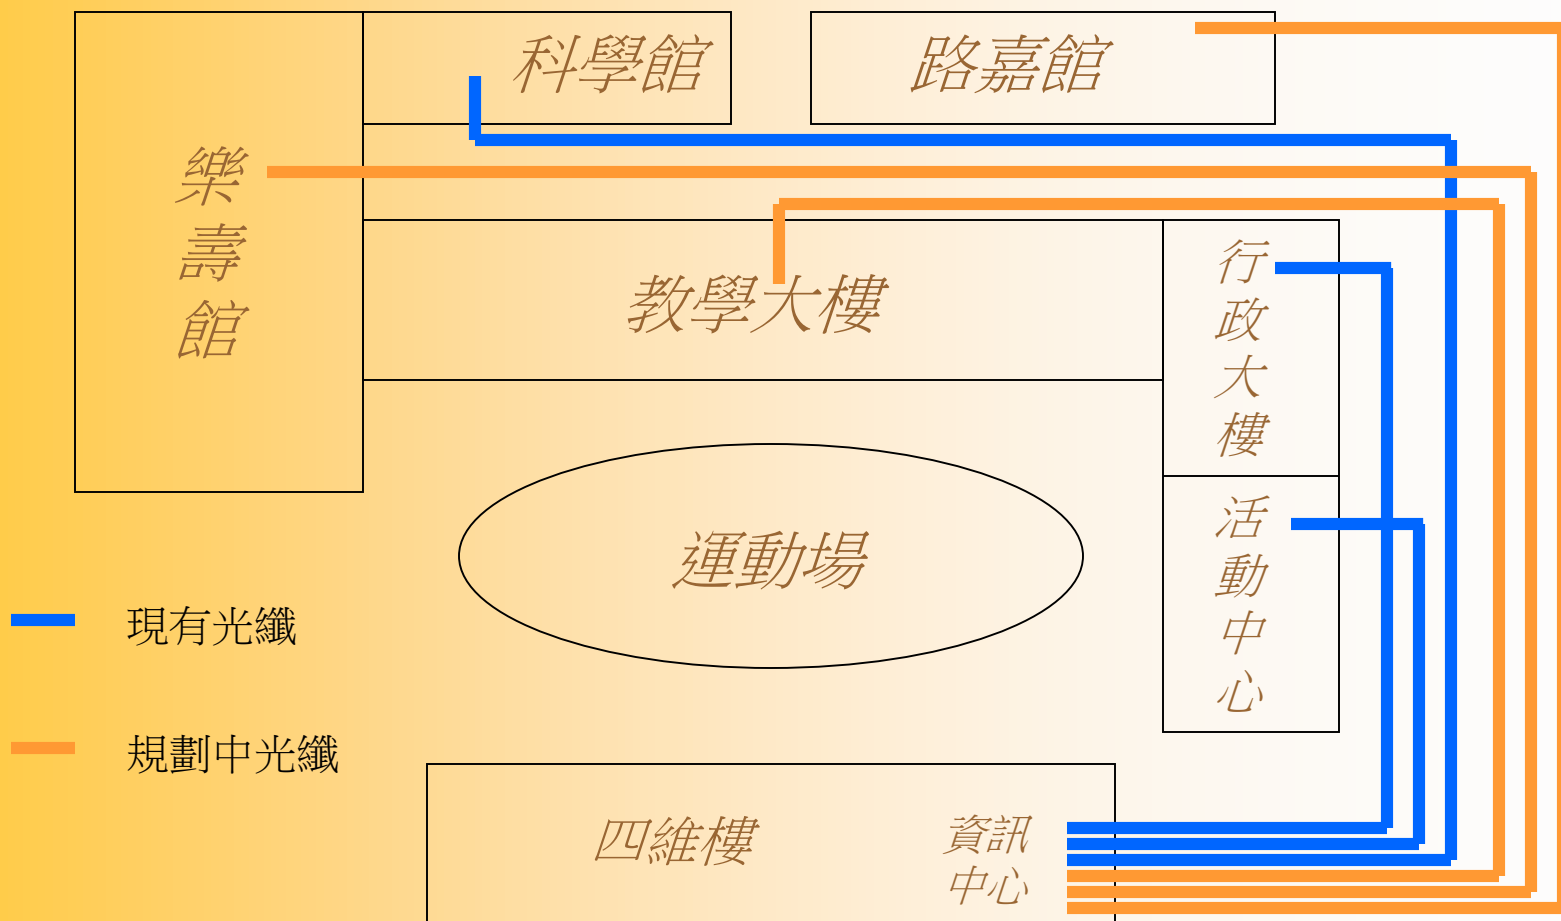 科學館
路嘉館
樂
壽
館
教學大樓
行
政
大
樓
運動場
活
動
中
心
現有光纖
規劃中光纖
四維樓
資訊
中心